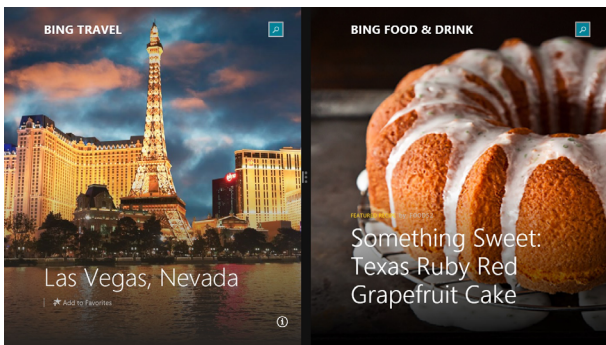 BING TRAVEL
Las Vegas, Nevada
Add to Favorites
BING FOOD & DRINK
Something Sweet:
Texas Ruby Red
Grapefruit Cake